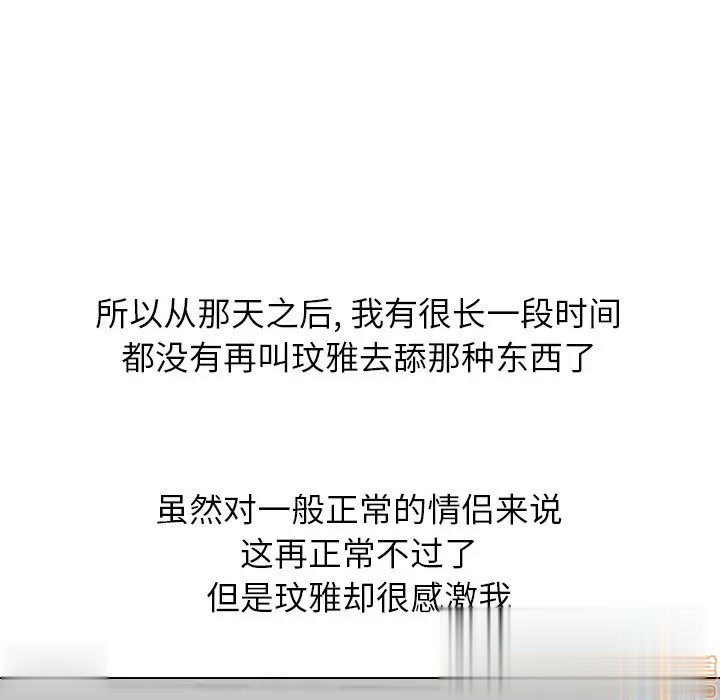 所以从那天之后, 我有很长一段时间
都没有再叫玟雅去舔那种东西了
虽然对一般正常的情侣来说
这再正常不过了
但是玟雅却很感激我